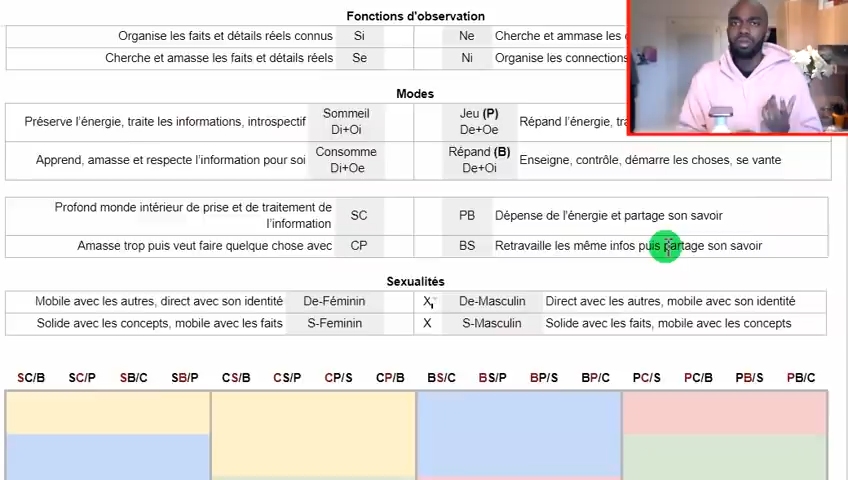 Fonctions d'observation
Organise les faits et détails réels connus Si Ne Cherche et ammasse les
Cherche et amasse les faits et détails réels Se Ni Organise les connections
Modes
Préserve l'énergie, traite les informations, introspectif Sommeil Di+Oi Jeu (P) De+Oe Répand l'énergie, tra
Apprend, amasse et respecte l'information pour soi Consomme Di+Oe Répand (B) De+Oi Enseigne, contrôle, démarre les choses, se vante
Profond monde intérieur de prise et de traitement de
l'information SC PB Dépense de l'énergie et partage son savoir
Amasse trop puis veut faire quelque chose avec CP BS Retravaille les même infos puis partage son savoir
Sexualités
Mobile avec les autres, direct avec son identité De-Féminin X De-Masculin Direct avec les autres, mobile avec son identité
Solide avec les concepts, mobile avec les faits S-Feminin X S-Masculin Solide avec les faits, mobile avec les concepts
SC/B SC/P SB/C SB/P CS/B CS/P CP/S CP/B BS/C BS/P BP/S BP/C PC/S PC/B PB/S PB/C